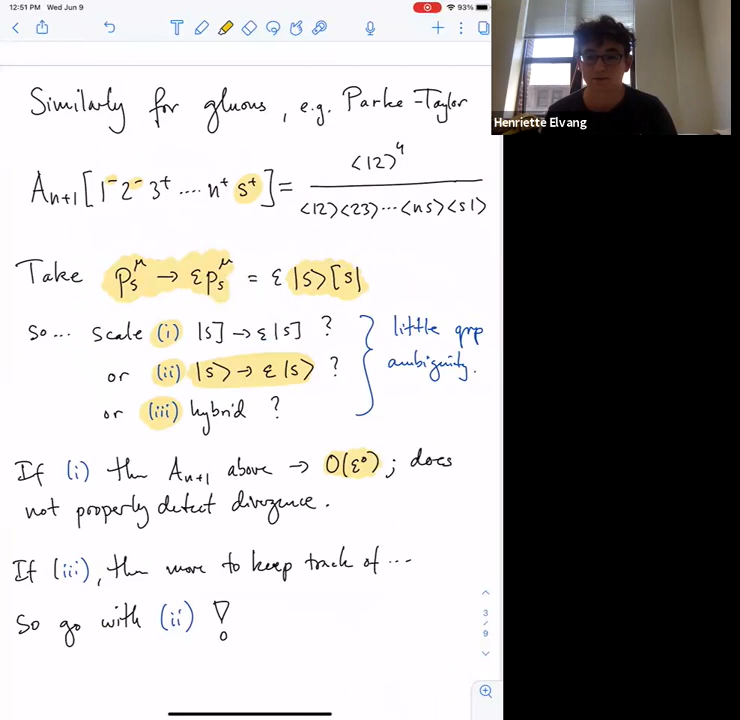 12:51 PM Wed Jun 9
93%
Henriette Elvang
Similarly for gluons, e.g. Parke-Taylor
A_{n+1}[1⁻ 2⁻ 3⁺ .... n⁺ s⁺] = <12>⁴ / <12><23>...<ns><s1>
Take p_s^μ → εp_s^μ = ε |s>[s|
So... scale (i) |s] → ε|s] ?
or (ii) |s> → ε|s> ?
or (iii) hybrid ?
little grp
ambiguity.
If (i) then A_{n+1} above → O(ε⁰) ; does
not properly detect divergence.
If (iii), then more to keep track of ...
So go with (ii) !
3
/
9